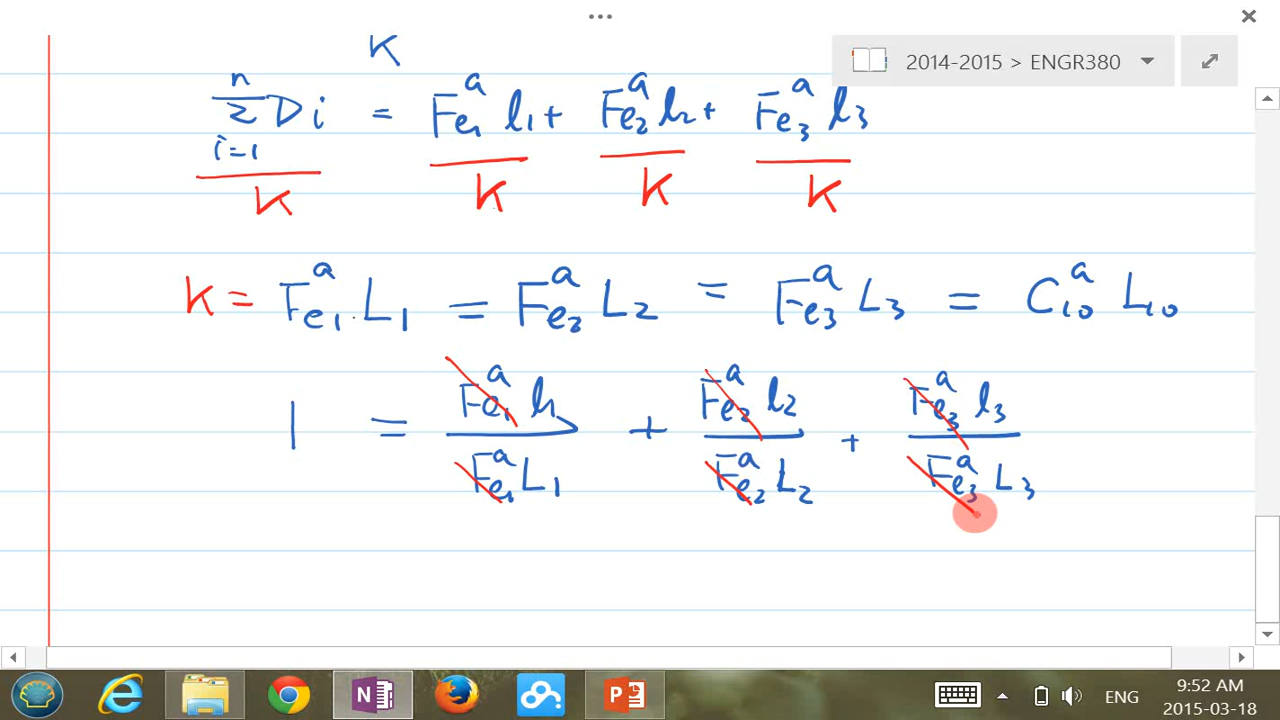 ...
2014-2015 > ENGR380
K
n
Σ Di = Fe₁ᵃ l₁ + Fe₂ᵃ l₂ + Fe₃ᵃ l₃
i=1
K K K K
K = Fe₁ᵃ · L₁ = Fe₂ᵃ L₂ = Fe₃ᵃ L₃ = C₁₀ᵃ L₁₀
1 = Fe₁ᵃ l₁ / Fe₁ᵃ L₁ + Fe₂ᵃ l₂ / Fe₂ᵃ L₂ + Fe₃ᵃ l₃ / Fe₃ᵃ L₃
ENG
9:52 AM
2015-03-18